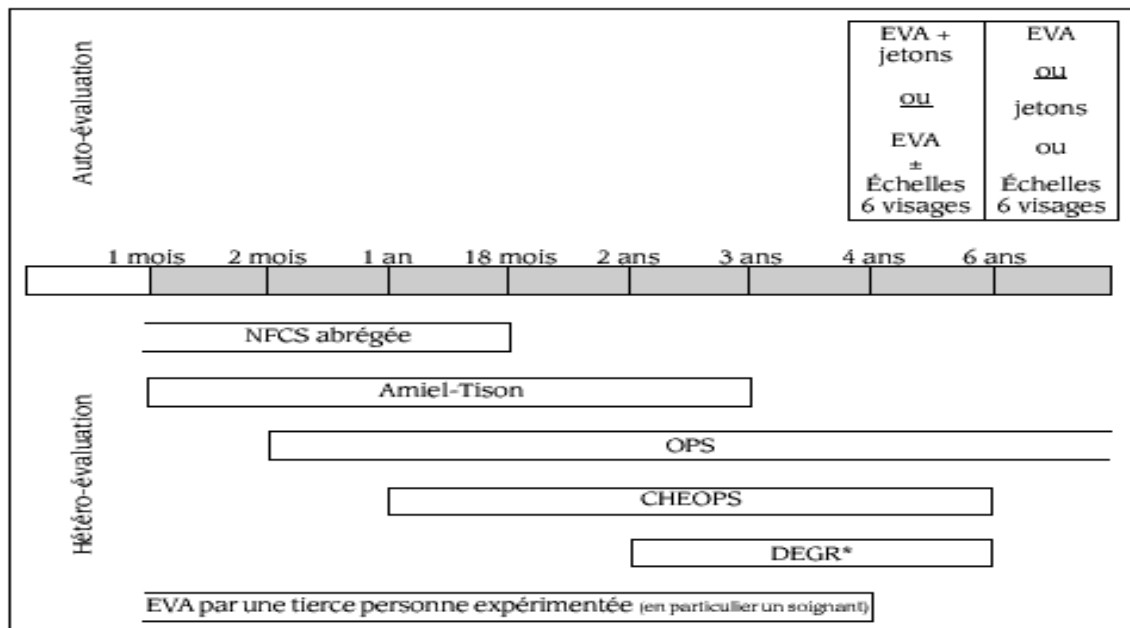 Auto-évaluation
EVA +
jetons
ou
EVA
±
Échelles
6 visages
EVA
ou
jetons
ou
Échelles
6 visages
1 mois 2 mois 1 an 18 mois 2 ans 3 ans 4 ans 6 ans
Hétéro-évaluation
NFCS abrégée
Amiel-Tison
OPS
CHEOPS
DEGR*
EVA par une tierce personne expérimentée (en particulier un soignant)